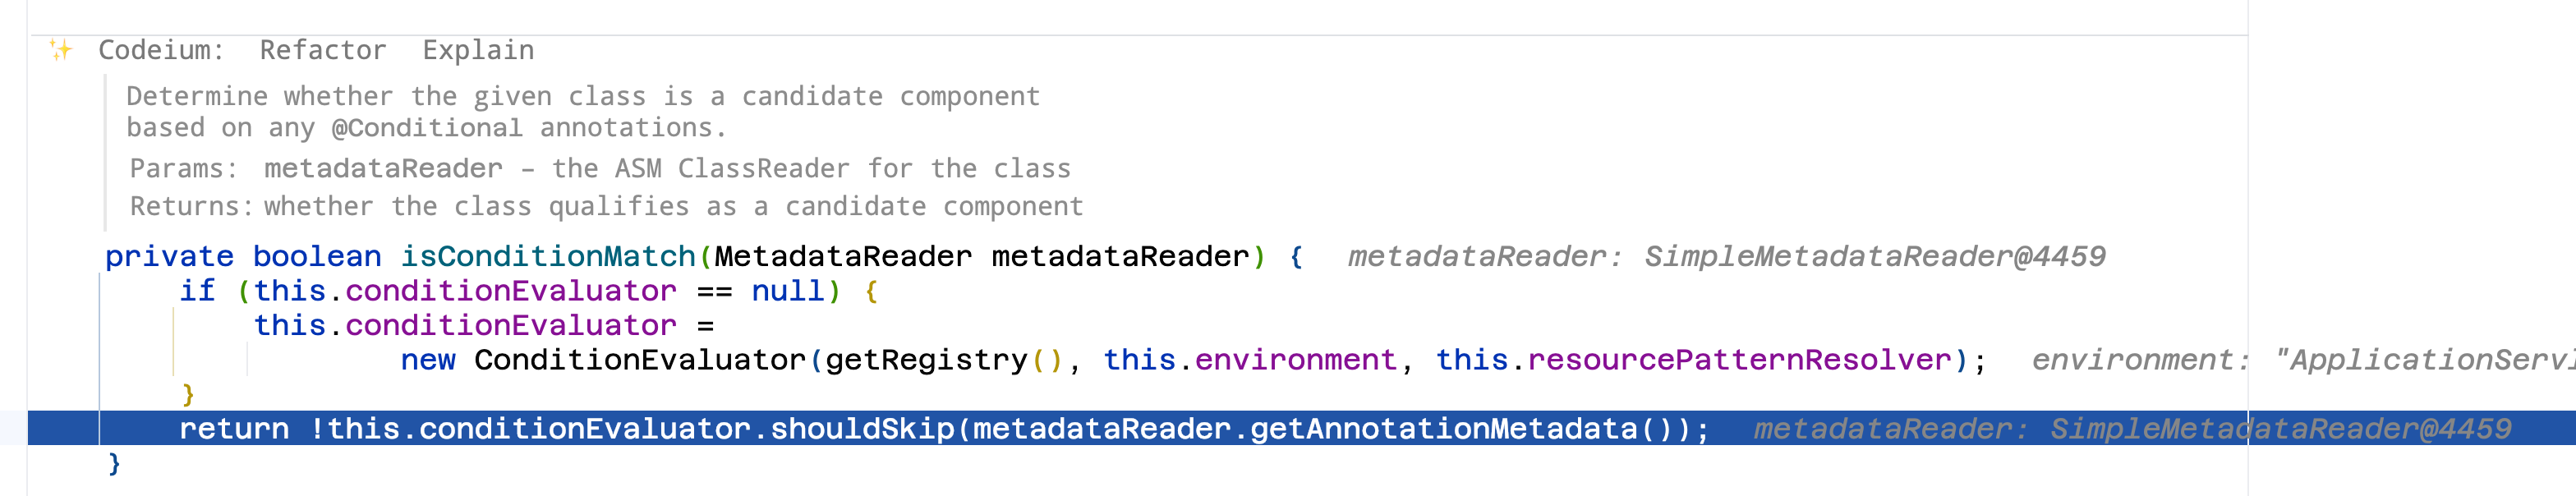 ✨ Codeium: Refactor Explain
Determine whether the given class is a candidate component
based on any @Conditional annotations.
Params: metadataReader – the ASM ClassReader for the class
Returns: whether the class qualifies as a candidate component
private boolean isConditionMatch(MetadataReader metadataReader) { metadataReader: SimpleMetadataReader@4459
if (this.conditionEvaluator == null) {
this.conditionEvaluator =
new ConditionEvaluator(getRegistry(), this.environment, this.resourcePatternResolver); environment: "ApplicationServl
}
return !this.conditionEvaluator.shouldSkip(metadataReader.getAnnotationMetadata()); metadataReader: SimpleMetadataReader@4459
}